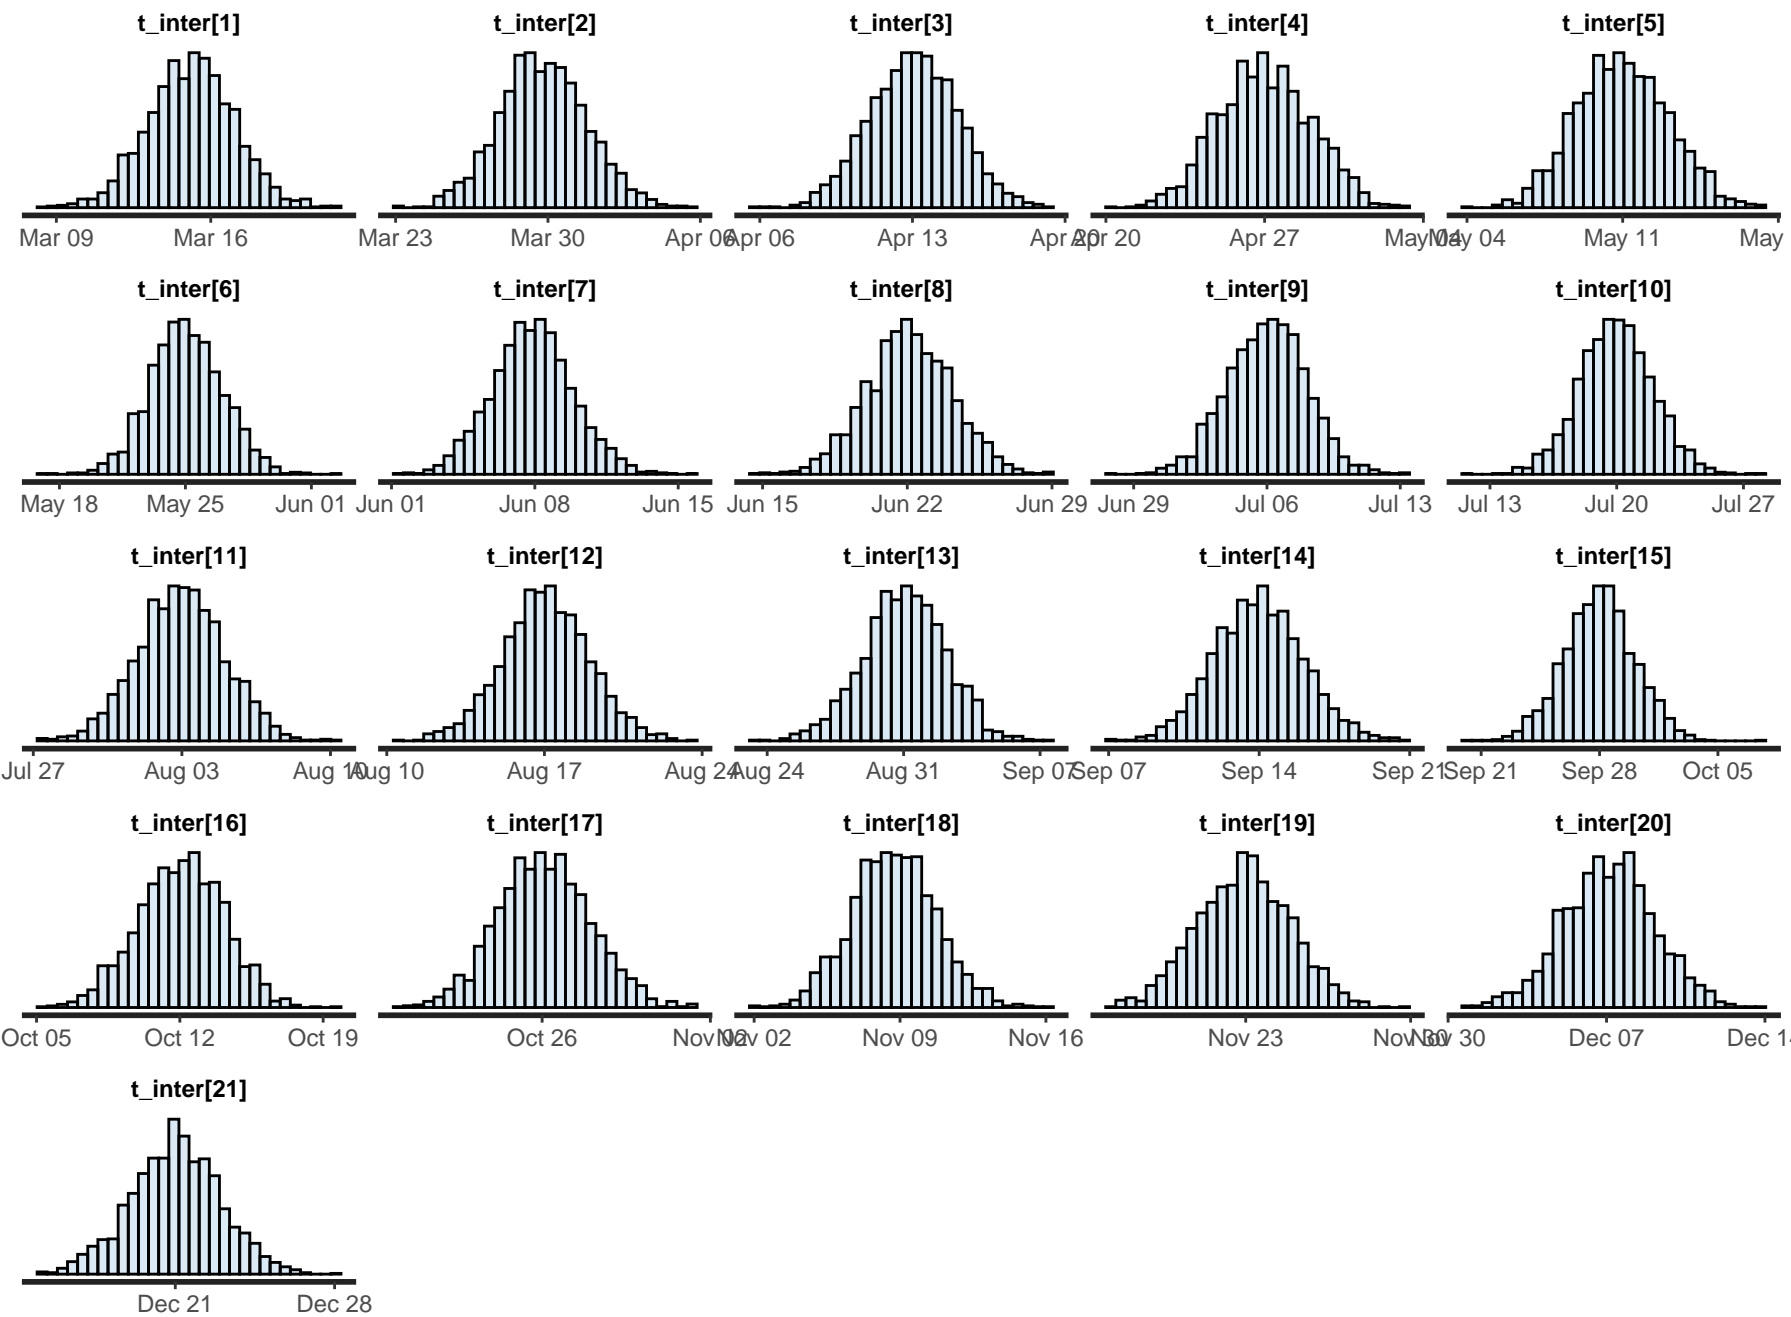 t_inter[1] t_inter[2] t_inter[3] t_inter[4] t_inter[5]
Mar 09 Mar 16 Mar 23 Mar 30 Apr 06 Apr 06 Apr 13 Apr 20 Apr 20 Apr 27 May 04 May 04 May 11 May
t_inter[6] t_inter[7] t_inter[8] t_inter[9] t_inter[10]
May 18 May 25 Jun 01 Jun 01 Jun 08 Jun 15 Jun 15 Jun 22 Jun 29 Jun 29 Jul 06 Jul 13 Jul 13 Jul 20 Jul 27
t_inter[11] t_inter[12] t_inter[13] t_inter[14] t_inter[15]
Jul 27 Aug 03 Aug 10 Aug 10 Aug 17 Aug 24 Aug 24 Aug 31 Sep 07 Sep 07 Sep 14 Sep 21 Sep 21 Sep 28 Oct 05
t_inter[16] t_inter[17] t_inter[18] t_inter[19] t_inter[20]
Oct 05 Oct 12 Oct 19 Oct 26 Nov 02 Nov 02 Nov 09 Nov 16 Nov 23 Nov 30 Nov 30 Dec 07 Dec 14
t_inter[21]
Dec 21 Dec 28